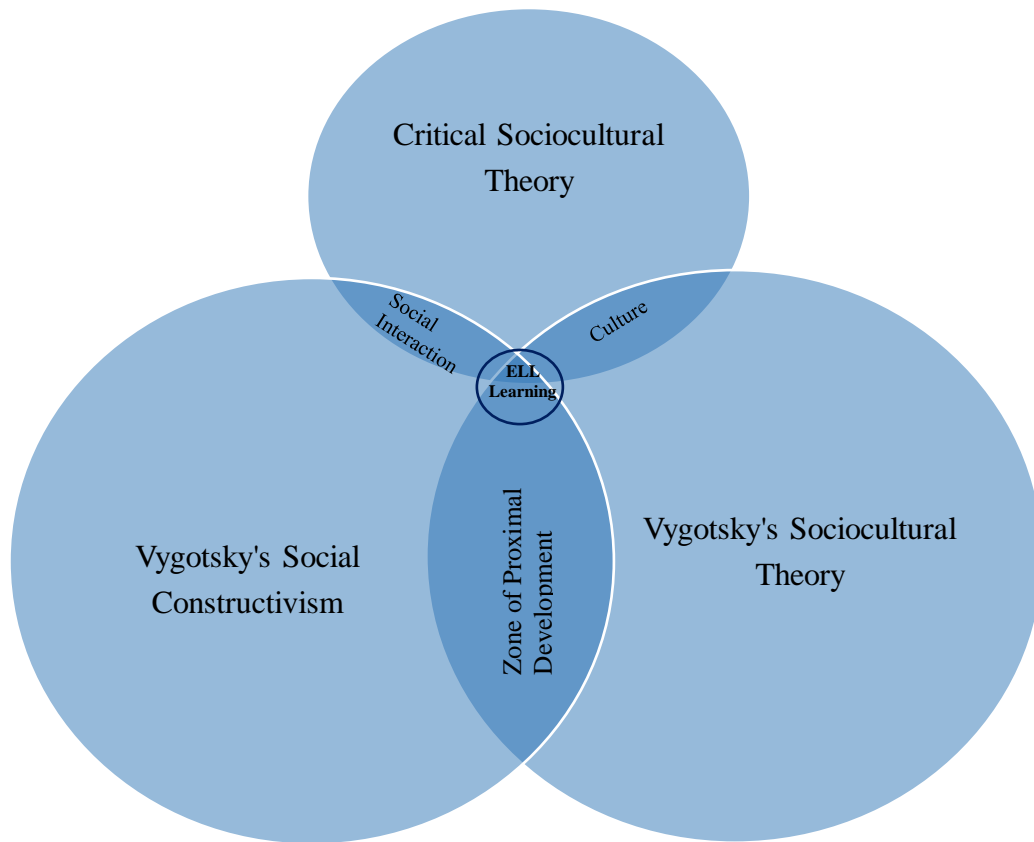 Critical Sociocultural
Theory
Social
Interaction
Culture
ELL
Learning
Vygotsky's Social
Constructivism
Zone of Proximal
Development
Vygotsky's Sociocultural
Theory